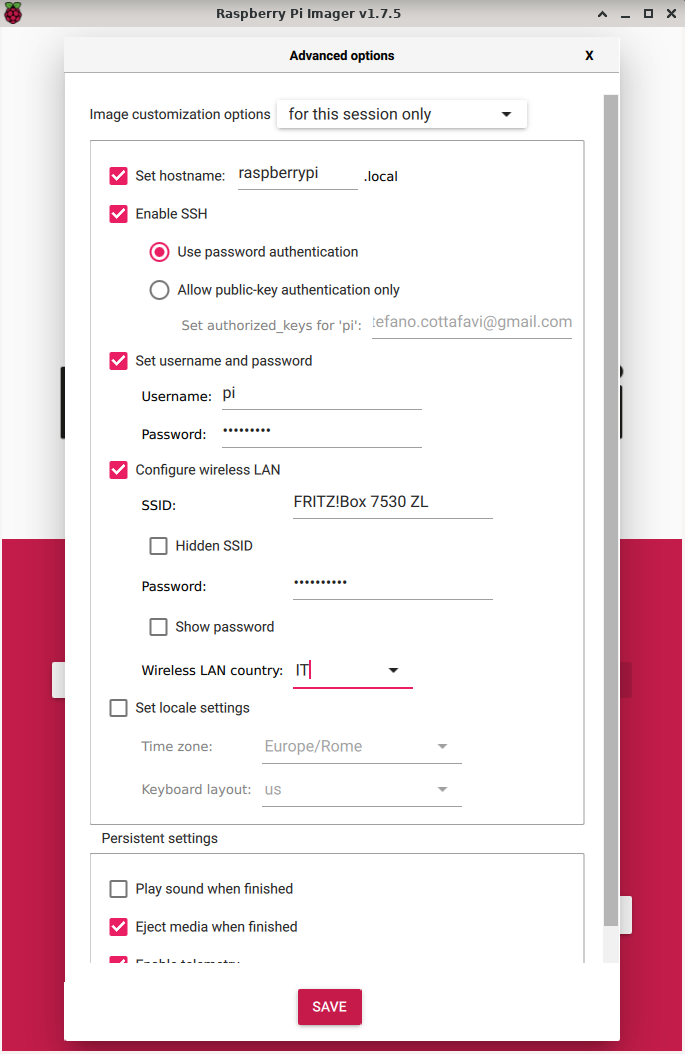 Raspberry Pi Imager v1.7.5
Advanced options
X
Image customization options for this session only
Set hostname: raspberrypi .local
Enable SSH
Use password authentication
Allow public-key authentication only
Set authorized_keys for 'pi': tefano.cottafavi@gmail.com
Set username and password
Username: pi
Password: •••••••••
Configure wireless LAN
SSID: FRITZ!Box 7530 ZL
Hidden SSID
Password: ••••••••••
Show password
Wireless LAN country: IT
Set locale settings
Time zone: Europe/Rome
Keyboard layout: us
Persistent settings
Play sound when finished
Eject media when finished
Enable telemetry
SAVE